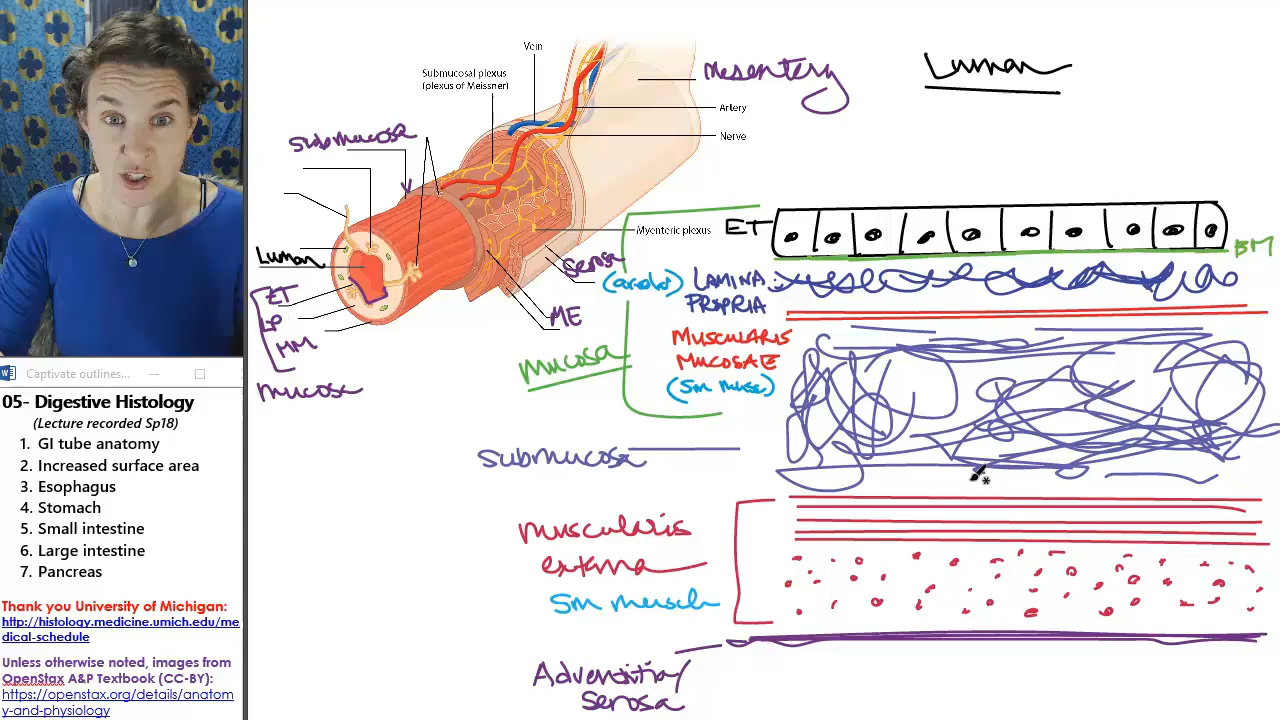 Vein
Submucosal plexus
(plexus of Meissner)
Mesentery
Lumen
Artery
Nerve
Submucosa
Myenteric plexus
ET
BM
Serosa
(areolar)
LAMINA
PROPRIA
Lumen
ET
LP
MM
ME
MUSCULARIS
MUCOSAE
(Sm Musc)
Mucosa
Mucosa
Captivate outlines...
05- Digestive Histology
(Lecture recorded Sp18)
1. GI tube anatomy
2. Increased surface area
3. Esophagus
4. Stomach
5. Small intestine
6. Large intestine
7. Pancreas
Submucosa
Muscularis
externa
Sm muscle
Adventitia/
Serosa
Thank you University of Michigan:
http://histology.medicine.umich.edu/me
dical-schedule
Unless otherwise noted, images from
OpenStax A&P Textbook (CC-BY):
https://openstax.org/details/anatom
y-and-physiology